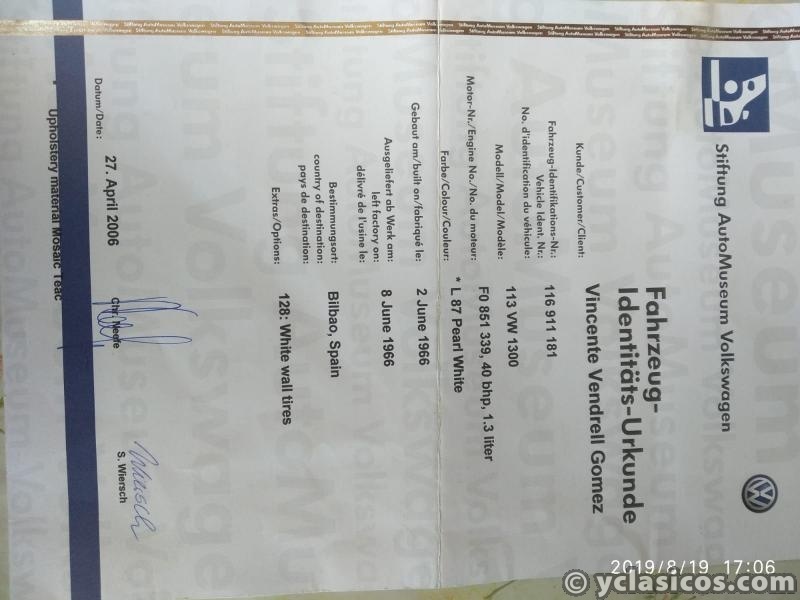 Stiftung AutoMuseum Volkswagen
Fahrzeug-
Identitäts-Urkunde
Kunde/Customer/Client: Vincente Vendrell Gomez
Fahrzeug-Identifikations-Nr.:
Vehicle Ident. Nr.:
No. d'identification du véhicule: 116 911 181
Modell/Model/Modèle: 113 VW 1300
Motor-Nr./Engine No./No. du moteur: F0 851 339, 40 bhp, 1.3 liter
Farbe/Colour/Couleur: * L 87 Pearl White
Gebaut am/built on/fabriqué le: 2 June 1966
Ausgeliefert ab Werk am:
left factory on:
délivré de l'usine le: 8 June 1966
Bestimmungsort:
country of destination:
pays de destination: Bilbao, Spain
Extras/Options: 128: White wall tires
Datum/Date: 27. April 2006
Chr. Neefe
S. Wiersch
Upholstery material Mosaic Teac
2019/8/19 17:06
© yclasicos.com